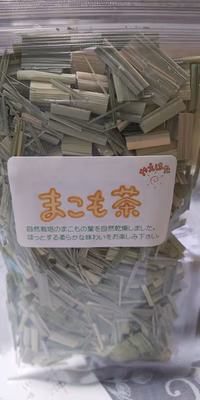 まこも茶
自然栽培のまこもの葉を自然乾燥しました。
ほっとする柔らかな味わいをお楽しみ下さい。